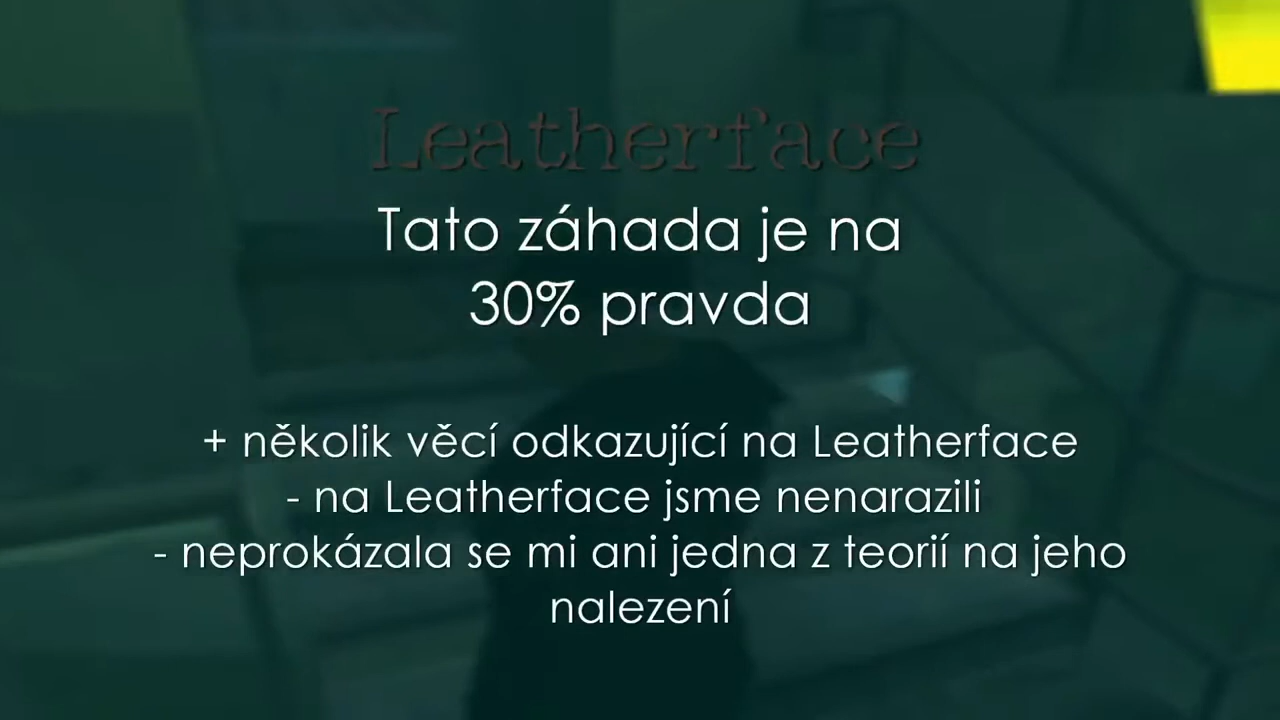 Leatherface
Tato záhada je na
30% pravda
+ několik věcí odkazující na Leatherface
- na Leatherface jsme nenarazili
- neprokázala se mi ani jedna z teorií na jeho
nalezení